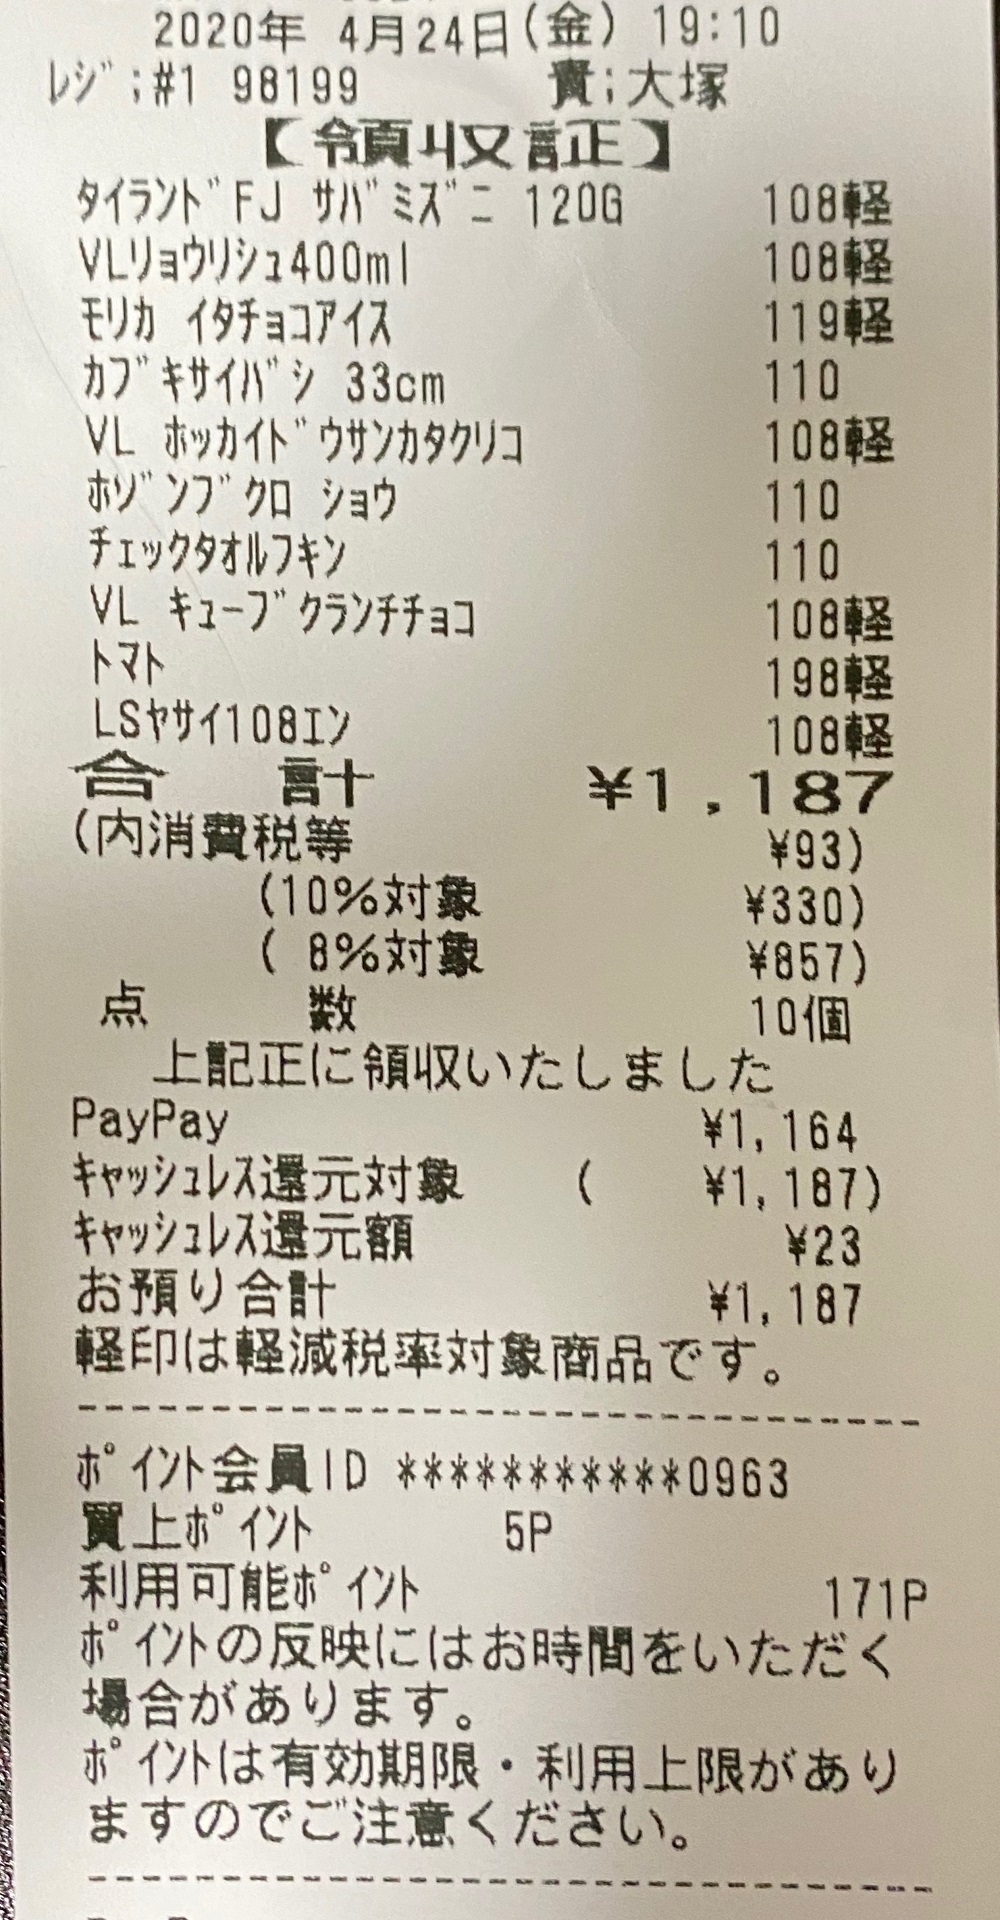 2020年 4月24日(金) 19:10
ﾚｼﾞ;#1 98199 責;大塚
【領収証】
ﾀｲﾗﾝﾄﾞFJ ｻﾊﾞﾐｽﾞﾆ 120G 108軽
VLﾘｮｳﾘｼｭ400ml 108軽
ﾓﾘｶ ｲﾀﾁｮｺｱｲｽ 119軽
ｶﾌﾞｷｻｲﾊﾞｼ 33cm 110
VL ﾎｯｶｲﾄﾞｳｻﾝｶﾀｸﾘｺ 108軽
ﾎｿﾞﾝﾌﾞｸﾛ ｼｮｳ 110
ﾁｪｯｸﾀｵﾙﾌｷﾝ 110
VL ｷｭｰﾌﾞｸﾗﾝﾁﾁｮｺ 108軽
ﾄﾏﾄ 198軽
LSﾔｻｲ108ｴﾝ 108軽
合 計 ¥1,187
(内消費税等 ¥93)
(10%対象 ¥330)
( 8%対象 ¥857)
点 数 10個
上記正に領収いたしました
PayPay ¥1,164
ｷｬｯｼｭﾚｽ還元対象 ( ¥1,187)
ｷｬｯｼｭﾚｽ還元額 ¥23
お預り合計 ¥1,187
軽印は軽減税率対象商品です。
ﾎﾟｲﾝﾄ会員ID ***********0963
買上ﾎﾟｲﾝﾄ 5P
利用可能ﾎﾟｲﾝﾄ 171P
ﾎﾟｲﾝﾄの反映にはお時間をいただく
場合があります。
ﾎﾟｲﾝﾄは有効期限・利用上限があり
ますのでご注意ください。